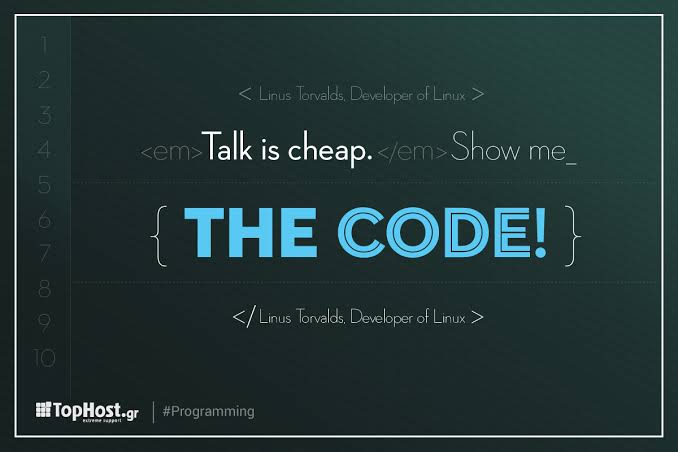 1
2
3
4
5
6
7
8
9
10
< Linus Torvalds, Developer of Linux >
<em>Talk is cheap.</em>Show me_
{ THE CODE! }
</ Linus Torvalds, Developer of Linux >
TopHost.gr
extreme support
#Programming